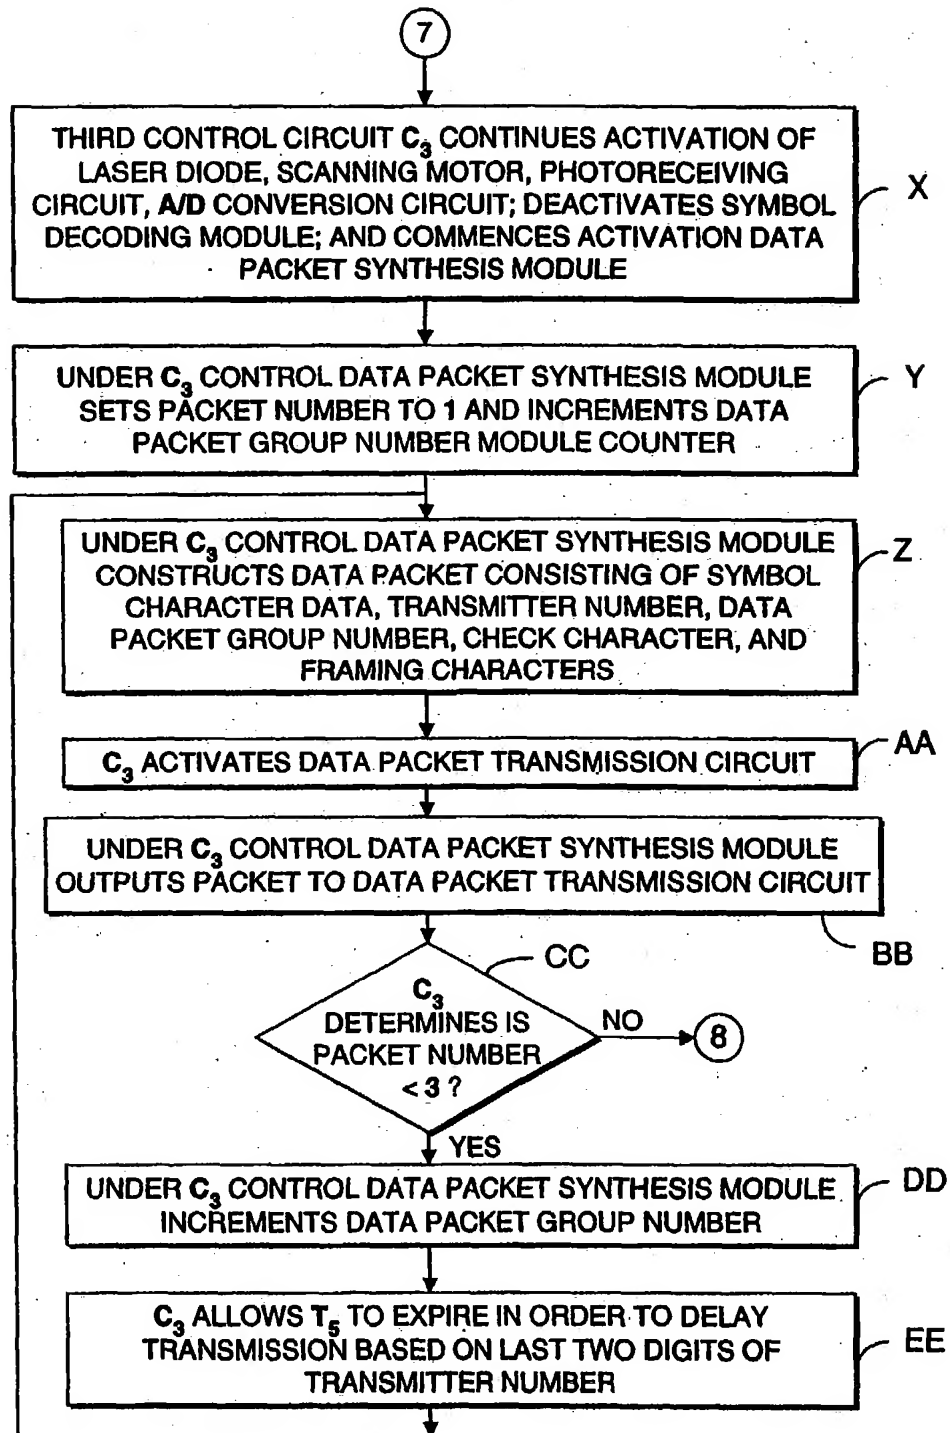 7
THIRD CONTROL CIRCUIT C3 CONTINUES ACTIVATION OF
LASER DIODE, SCANNING MOTOR, PHOTORECEIVING
CIRCUIT, A/D CONVERSION CIRCUIT; DEACTIVATES SYMBOL
DECODING MODULE; AND COMMENCES ACTIVATION DATA
PACKET SYNTHESIS MODULE
X
UNDER C3 CONTROL DATA PACKET SYNTHESIS MODULE
SETS PACKET NUMBER TO 1 AND INCREMENTS DATA
PACKET GROUP NUMBER MODULE COUNTER
Y
UNDER C3 CONTROL DATA PACKET SYNTHESIS MODULE
CONSTRUCTS DATA PACKET CONSISTING OF SYMBOL
CHARACTER DATA, TRANSMITTER NUMBER, DATA
PACKET GROUP NUMBER, CHECK CHARACTER, AND
FRAMING CHARACTERS
Z
C3 ACTIVATES DATA PACKET TRANSMISSION CIRCUIT
AA
UNDER C3 CONTROL DATA PACKET SYNTHESIS MODULE
OUTPUTS PACKET TO DATA PACKET TRANSMISSION CIRCUIT
BB
CC
C3
DETERMINES IS
PACKET NUMBER
< 3 ?
NO
8
YES
UNDER C3 CONTROL DATA PACKET SYNTHESIS MODULE
INCREMENTS DATA PACKET GROUP NUMBER
DD
C3 ALLOWS T5 TO EXPIRE IN ORDER TO DELAY
TRANSMISSION BASED ON LAST TWO DIGITS OF
TRANSMITTER NUMBER
EE